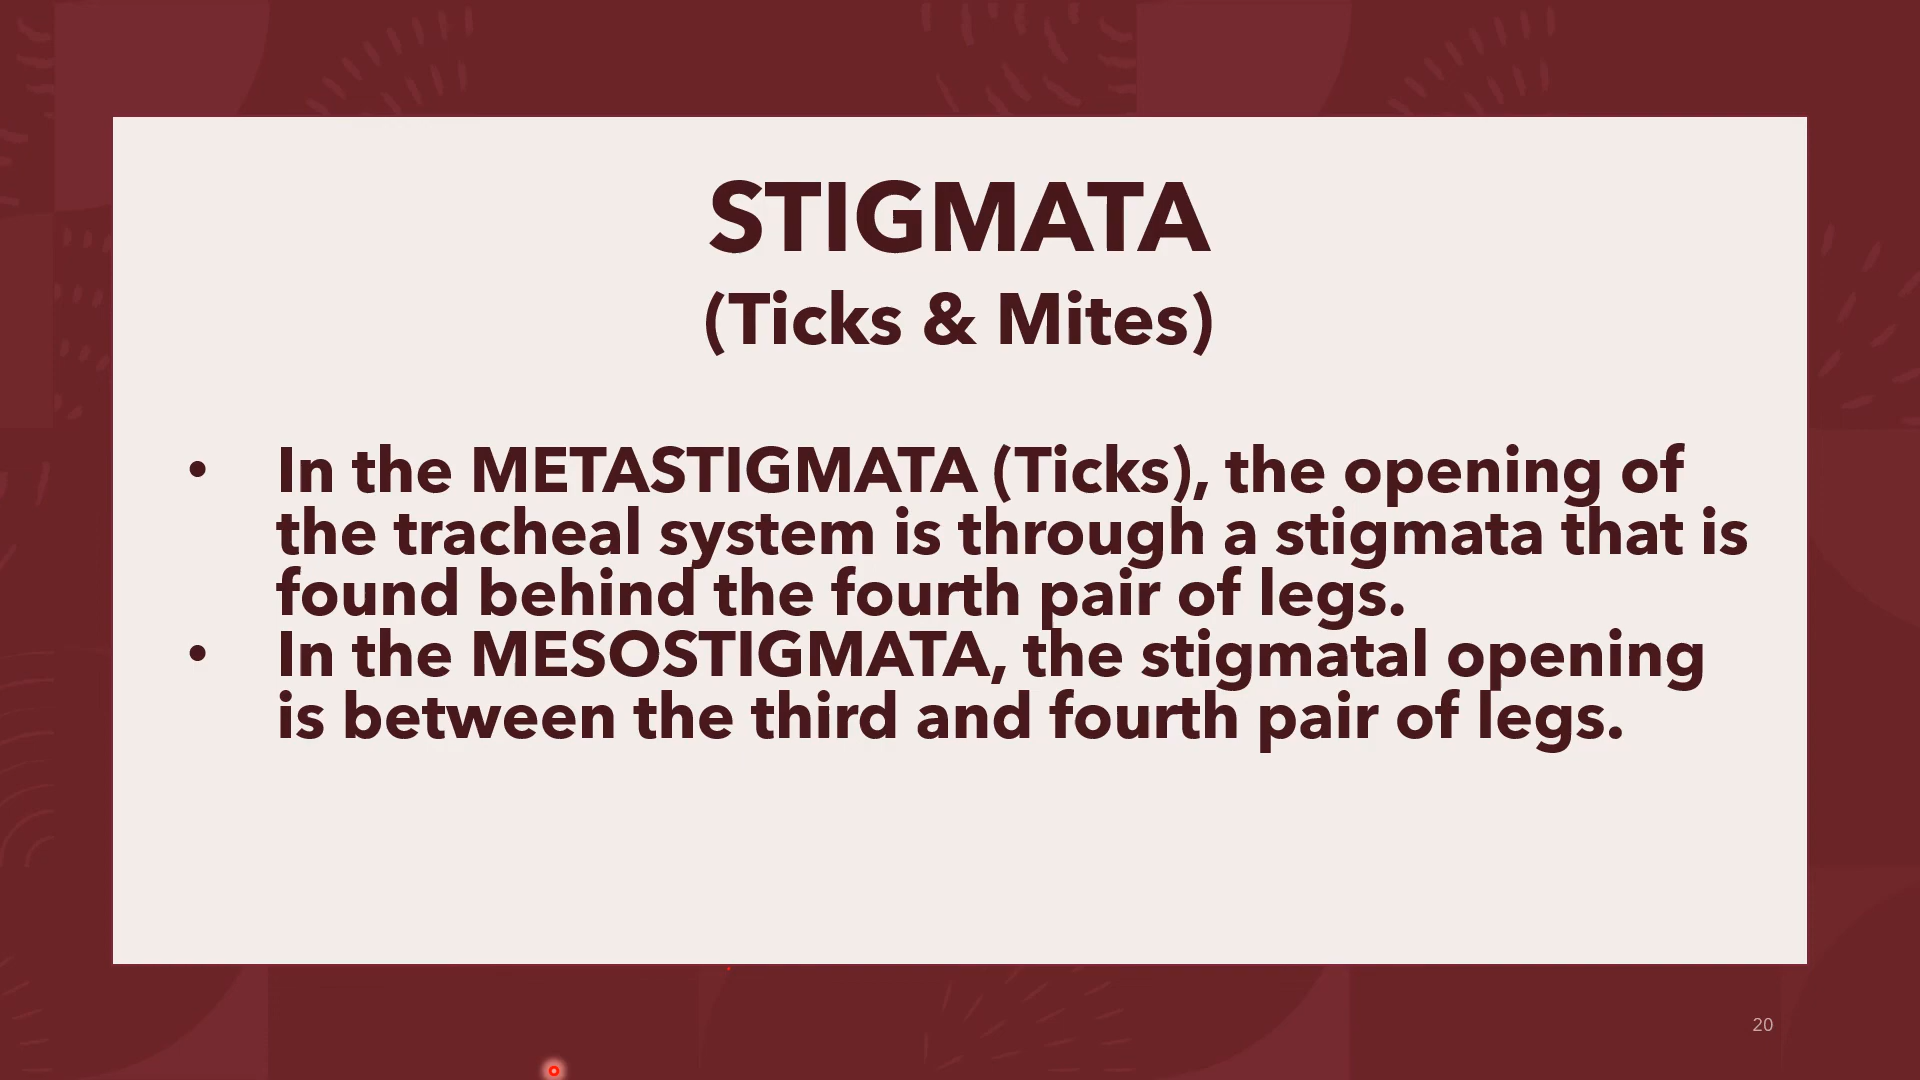 STIGMATA
(Ticks & Mites)
• In the METASTIGMATA (Ticks), the opening of
the tracheal system is through a stigmata that is
found behind the fourth pair of legs.
• In the MESOSTIGMATA, the stigmatal opening
is between the third and fourth pair of legs.
20